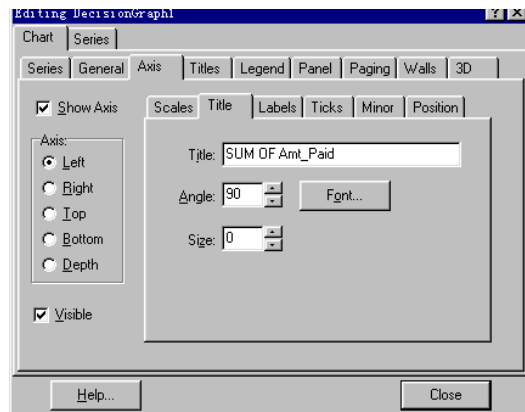 Editing DecisionGraph1
Chart Series
Series General Axis Titles Legend Panel Paging Walls 3D
Show Axis
Scales Title Labels Ticks Minor Position
Axis:
Left
Right
Top
Bottom
Depth
Visible
Title: SUM OF Amt_Paid
Angle: 90 Font...
Size: 0
Help... Close